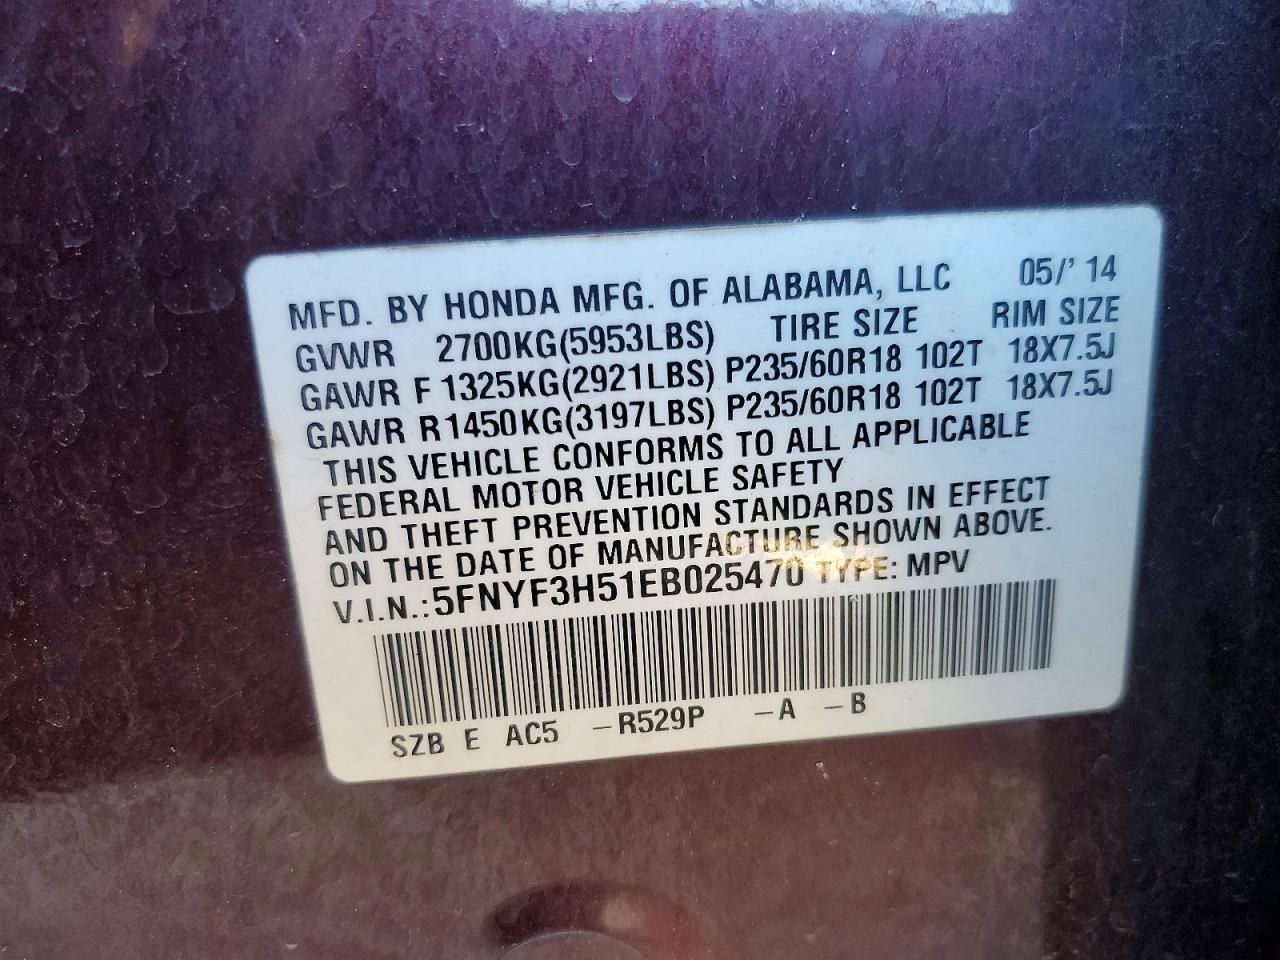 MFD. BY HONDA MFG. OF ALABAMA, LLC 05/' 14
GVWR 2700KG(5953LBS) TIRE SIZE RIM SIZE
GAWR F 1325KG(2921LBS) P235/60R18 102T 18X7.5J
GAWR R 1450KG(3197LBS) P235/60R18 102T 18X7.5J
THIS VEHICLE CONFORMS TO ALL APPLICABLE
FEDERAL MOTOR VEHICLE SAFETY
AND THEFT PREVENTION STANDARDS IN EFFECT
ON THE DATE OF MANUFACTURE SHOWN ABOVE.
V.I.N.: 5FNYF3H51EB025470 TYPE: MPV
SZB E AC5 -R529P -A -B